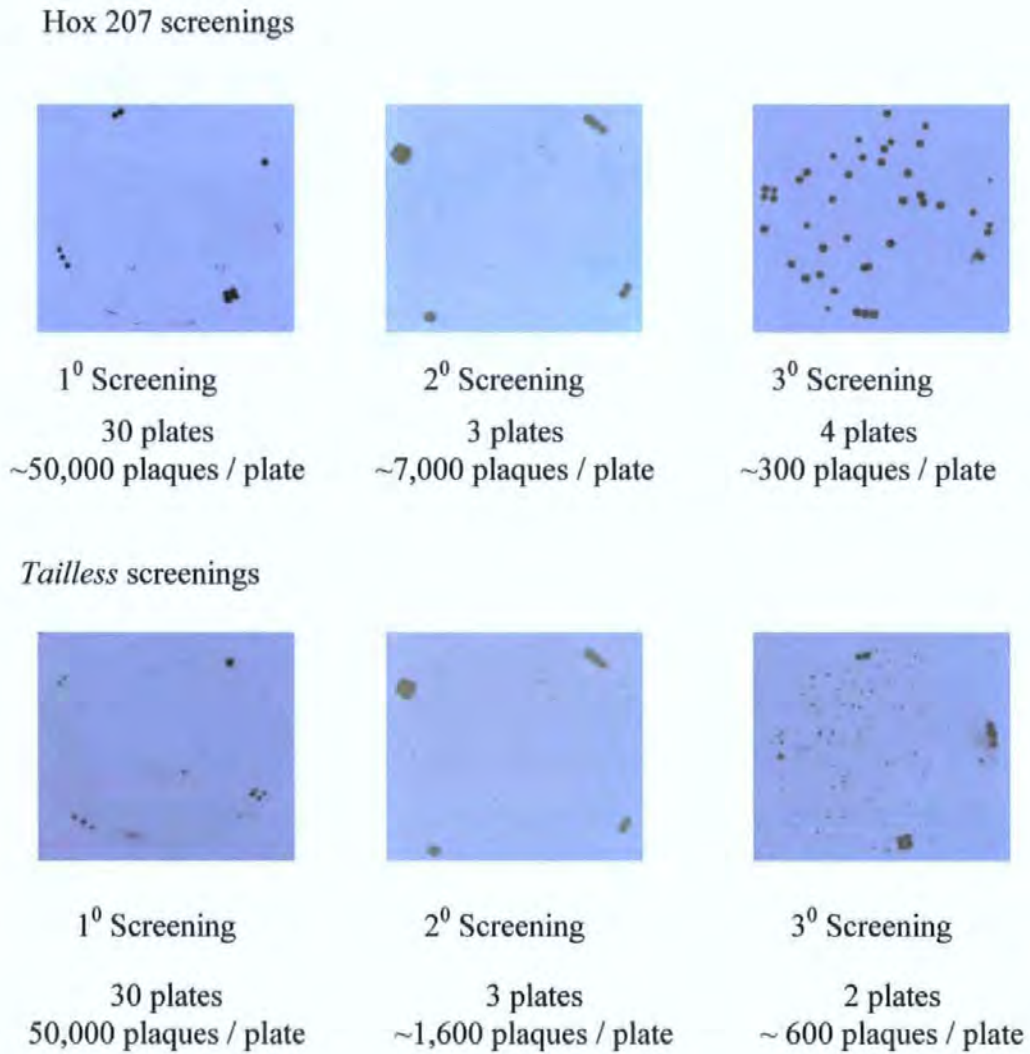 Hox 207 screenings
1⁰ Screening 2⁰ Screening 3⁰ Screening
30 plates 3 plates 4 plates
~50,000 plaques / plate ~7,000 plaques / plate ~300 plaques / plate
Tailless screenings
1⁰ Screening 2⁰ Screening 3⁰ Screening
30 plates 3 plates 2 plates
50,000 plaques / plate ~1,600 plaques / plate ~ 600 plaques / plate